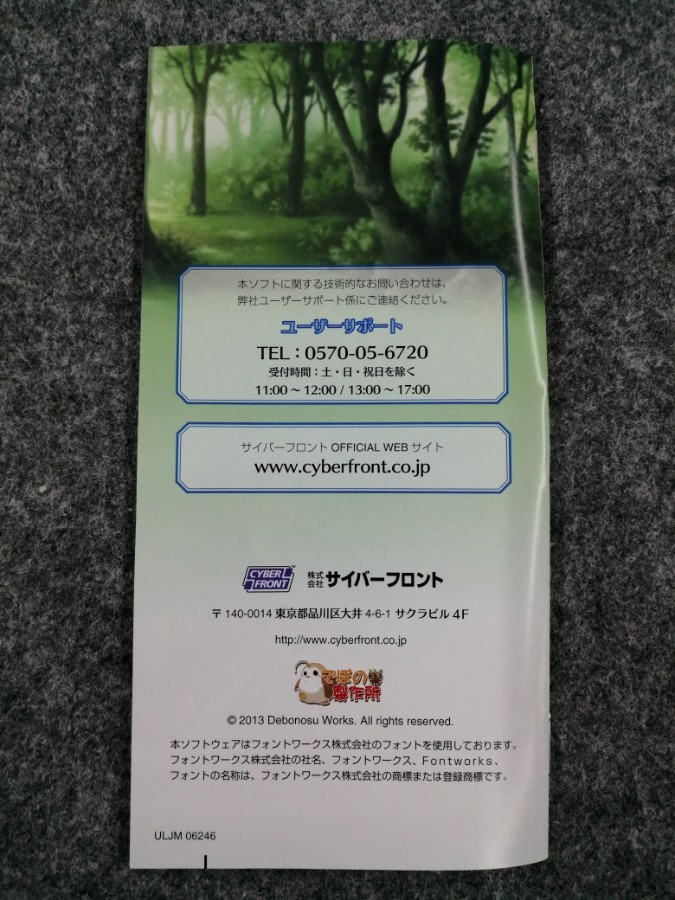 本ソフトに関する技術的なお問い合わせは、
弊社ユーザーサポート係にご連絡ください。
ユーザーサポート
TEL：0570-05-6720
受付時間：土・日・祝日を除く
11:00 ～ 12:00 / 13:00 ～ 17:00
サイバーフロント OFFICIAL WEB サイト
www.cyberfront.co.jp
CYBER FRONT 株式会社 サイバーフロント
〒 140-0014 東京都品川区大井 4-6-1 サクラビル 4F
http://www.cyberfront.co.jp
でぼの巣
製作所
© 2013 Debonosu Works. All rights reserved.
本ソフトウェアはフォントワークス株式会社のフォントを使用しております。
フォントワークス株式会社の社名、フォントワークス、Fontworks、
フォントの名称は、フォントワークス株式会社の商標または登録商標です。
ULJM 06246